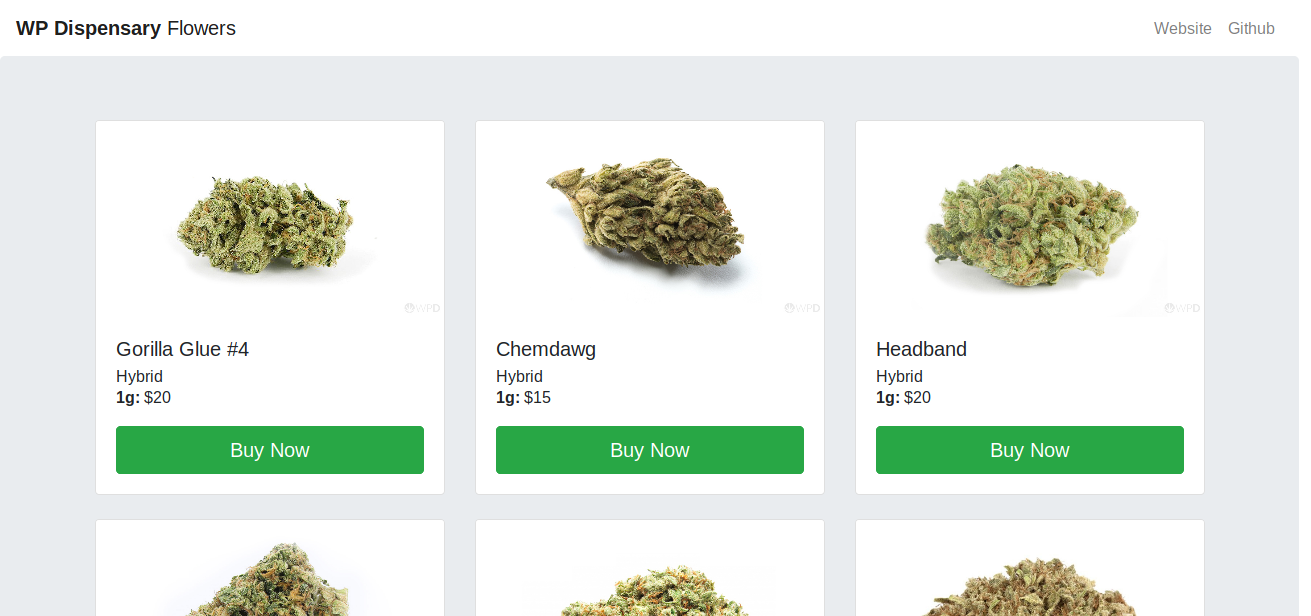 WP Dispensary Flowers
Website Github
WPD
WPD
WPD
Gorilla Glue #4
Hybrid
1g: $20
Buy Now
Chemdawg
Hybrid
1g: $15
Buy Now
Headband
Hybrid
1g: $20
Buy Now